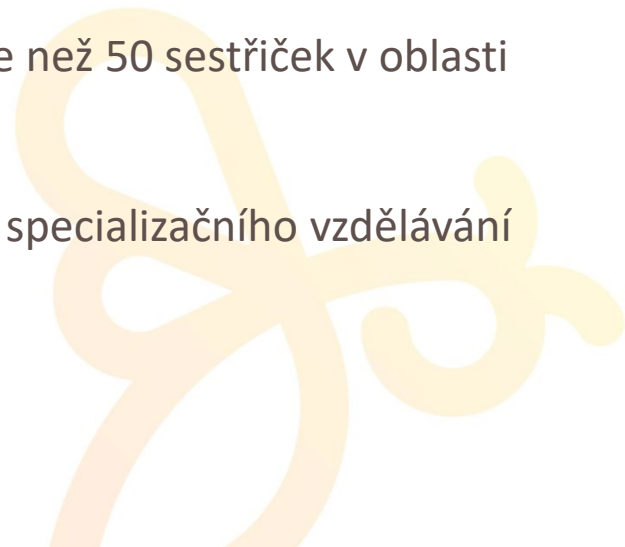 než 50 sestřiček v oblasti
specializačního vzdělávání